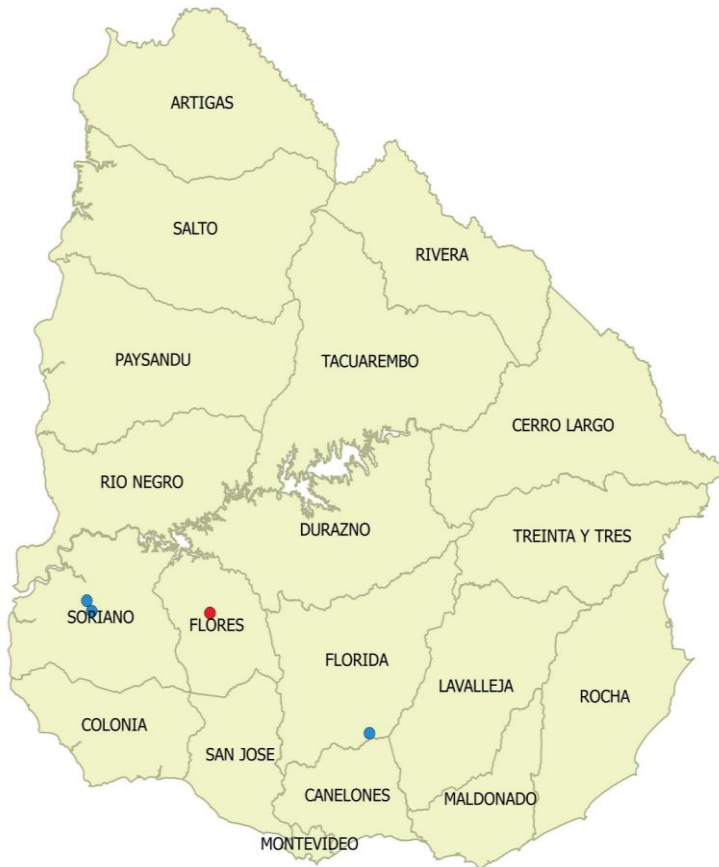 ARTIGAS
SALTO
RIVERA
PAYSANDU
TACUAREMBO
CERRO LARGO
RIO NEGRO
DURAZNO
TREINTA Y TRES
SORIANO
FLORES
FLORIDA
LAVALLEJA
ROCHA
COLONIA
SAN JOSE
CANELONES
MALDONADO
MONTEVIDEO